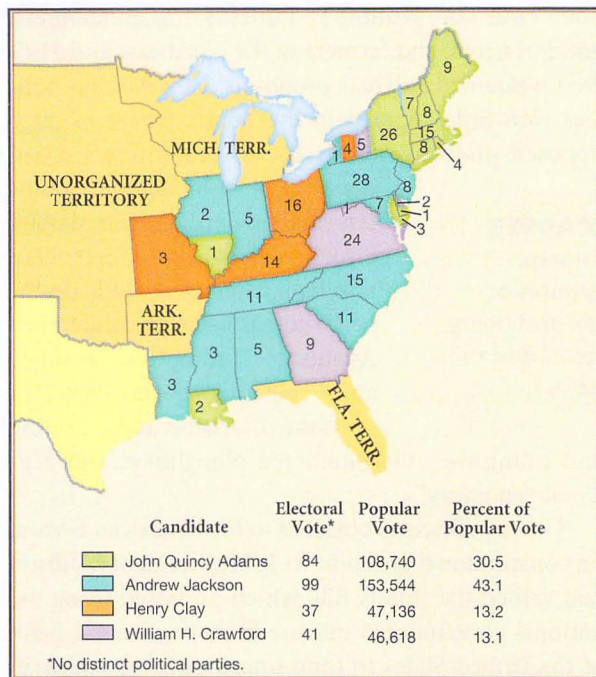 9
7
8
26
15
8
4
1
4
5
MICH. TERR.
28
8
UNORGANIZED
TERRITORY
16
2
5
1
7
2
1
3
24
1
3
14
15
11
ARK.
TERR.
11
3
5
9
3
2
FLA. TERR.
Candidate Electoral Vote* Popular Vote Percent of Popular Vote
John Quincy Adams 84 108,740 30.5
Andrew Jackson 99 153,544 43.1
Henry Clay 37 47,136 13.2
William H. Crawford 41 46,618 13.1
*No distinct political parties.